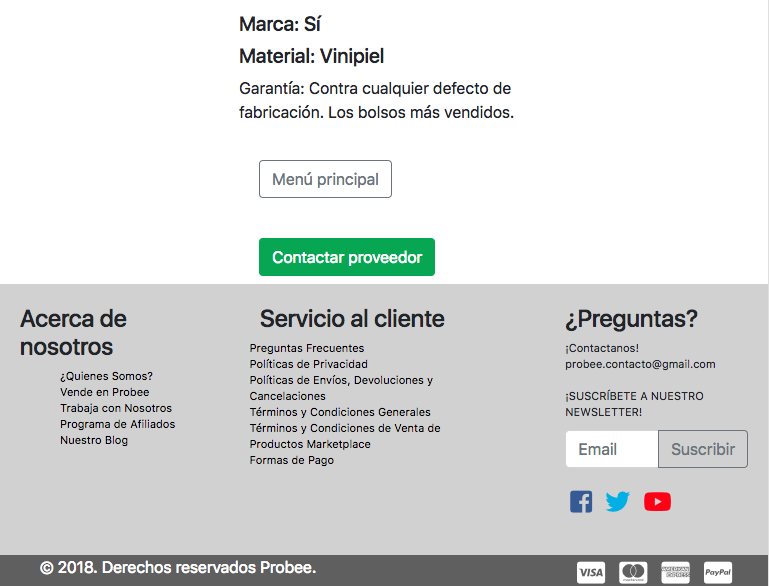 Marca: Sí
Material: Vinipiel
Garantía: Contra cualquier defecto de
fabricación. Los bolsos más vendidos.
Menú principal
Contactar proveedor
Acerca de
nosotros
¿Quienes Somos?
Vende en Probee
Trabaja con Nosotros
Programa de Afiliados
Nuestro Blog
Servicio al cliente
Preguntas Frecuentes
Políticas de Privacidad
Políticas de Envíos, Devoluciones y
Cancelaciones
Términos y Condiciones Generales
Términos y Condiciones de Venta de
Productos Marketplace
Formas de Pago
¿Preguntas?
¡Contactanos!
probee.contacto@gmail.com
¡SUSCRÍBETE A NUESTRO
NEWSLETTER!
Email
Suscribir
© 2018. Derechos reservados Probee.
VISA
AMERICAN
EXPRESS
PayPal